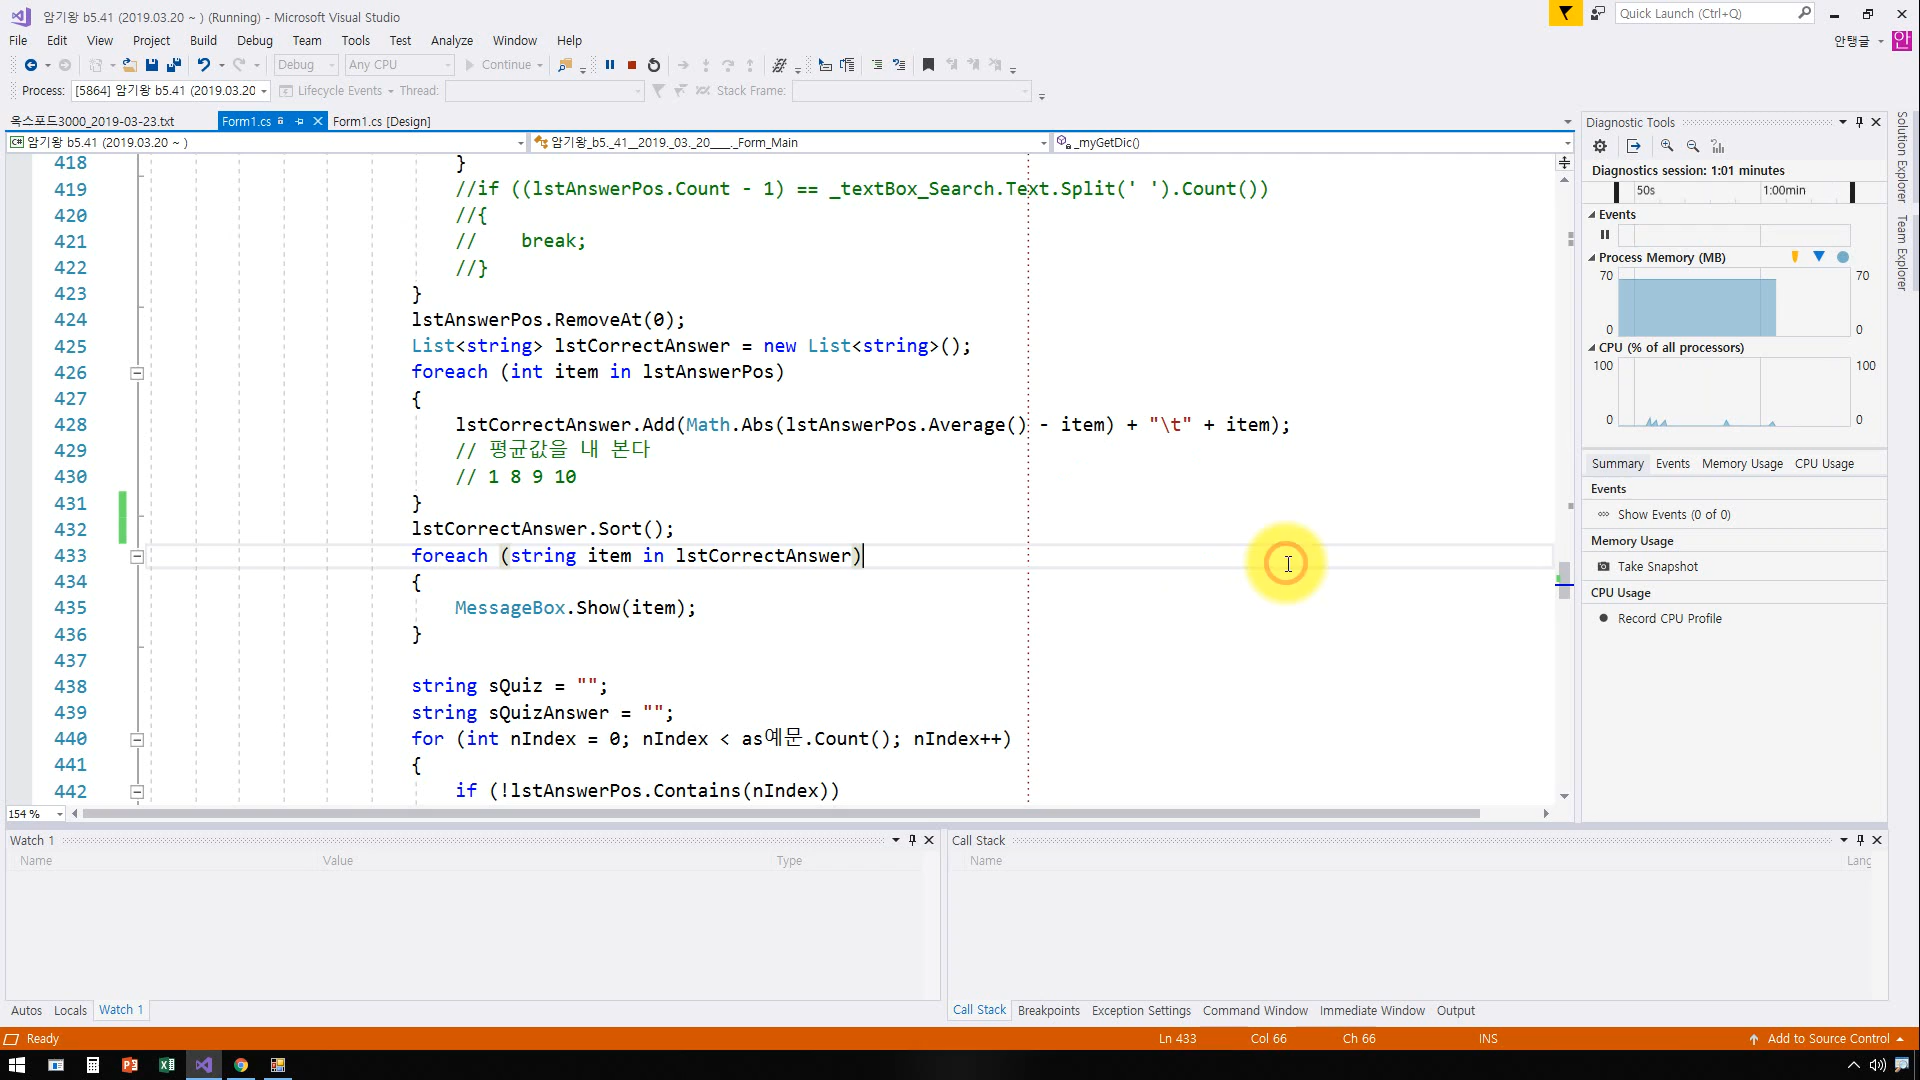 암기왕 b5.41 (2019.03.20 ~ ) (Running) - Microsoft Visual Studio
Quick Launch (Ctrl+Q)
File Edit View Project Build Debug Team Tools Test Analyze Window Help
안탱글 안
Debug Any CPU Continue
Process: [5864] 암기왕 b5.41 (2019.03.20 Lifecycle Events Thread: Stack Frame:
옥스포드3000_2019-03-23.txt Form1.cs Form1.cs [Design]
암기왕 b5.41 (2019.03.20 ~ ) 암기왕_b5._41__2019._03._20____._Form_Main _myGetDic()
418 }
419 //if ((lstAnswerPos.Count - 1) == _textBox_Search.Text.Split(' ').Count())
420 //{
421 // break;
422 //}
423 }
424 lstAnswerPos.RemoveAt(0);
425 List<string> lstCorrectAnswer = new List<string>();
426 foreach (int item in lstAnswerPos)
427 {
428 lstCorrectAnswer.Add(Math.Abs(lstAnswerPos.Average() - item) + "\t" + item);
429 // 평균값을 내 본다
430 // 1 8 9 10
431 }
432 lstCorrectAnswer.Sort();
433 foreach (string item in lstCorrectAnswer)
434 {
435 MessageBox.Show(item);
436 }
437
438 string sQuiz = "";
439 string sQuizAnswer = "";
440 for (int nIndex = 0; nIndex < as예문.Count(); nIndex++)
441 {
442 if (!lstAnswerPos.Contains(nIndex))
154 %
Diagnostic Tools
Diagnostics session: 1:01 minutes
50s 1:00min
Events
Process Memory (MB)
70 70
0 0
CPU (% of all processors)
100 100
0 0
Summary Events Memory Usage CPU Usage
Events
Show Events (0 of 0)
Memory Usage
Take Snapshot
CPU Usage
Record CPU Profile
Solution Explorer
Team Explorer
Watch 1
Name Value Type
Call Stack
Name Lang
Autos Locals Watch 1
Call Stack Breakpoints Exception Settings Command Window Immediate Window Output
Ready Ln 433 Col 66 Ch 66 INS Add to Source Control